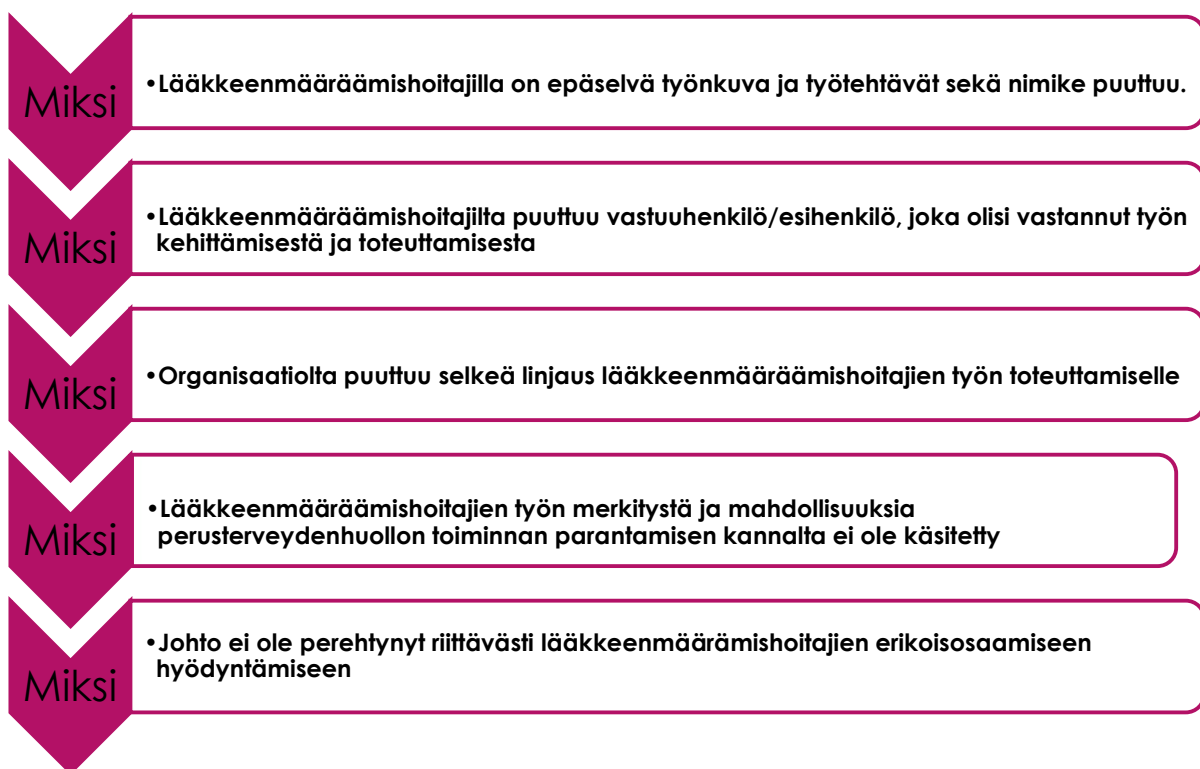 Miksi
•Lääkkeenmääräämishoitajilla on epäselvä työnkuva ja työtehtävät sekä nimike puuttuu.
Miksi
•Lääkkeenmääräämishoitajilta puuttuu vastuuhenkilö/esihenkilö, joka olisi vastannut työn
kehittämisestä ja toteuttamisesta
Miksi
•Organisaatiolta puuttuu selkeä linjaus lääkkeenmääräämishoitajien työn toteuttamiselle
Miksi
•Lääkkeenmääräämishoitajien työn merkitystä ja mahdollisuuksia
perusterveydenhuollon toiminnan parantamisen kannalta ei ole käsitetty
Miksi
•Johto ei ole perehtynyt riittävästi lääkkeenmäärämishoitajien erikoisosaamiseen
hyödyntämiseen